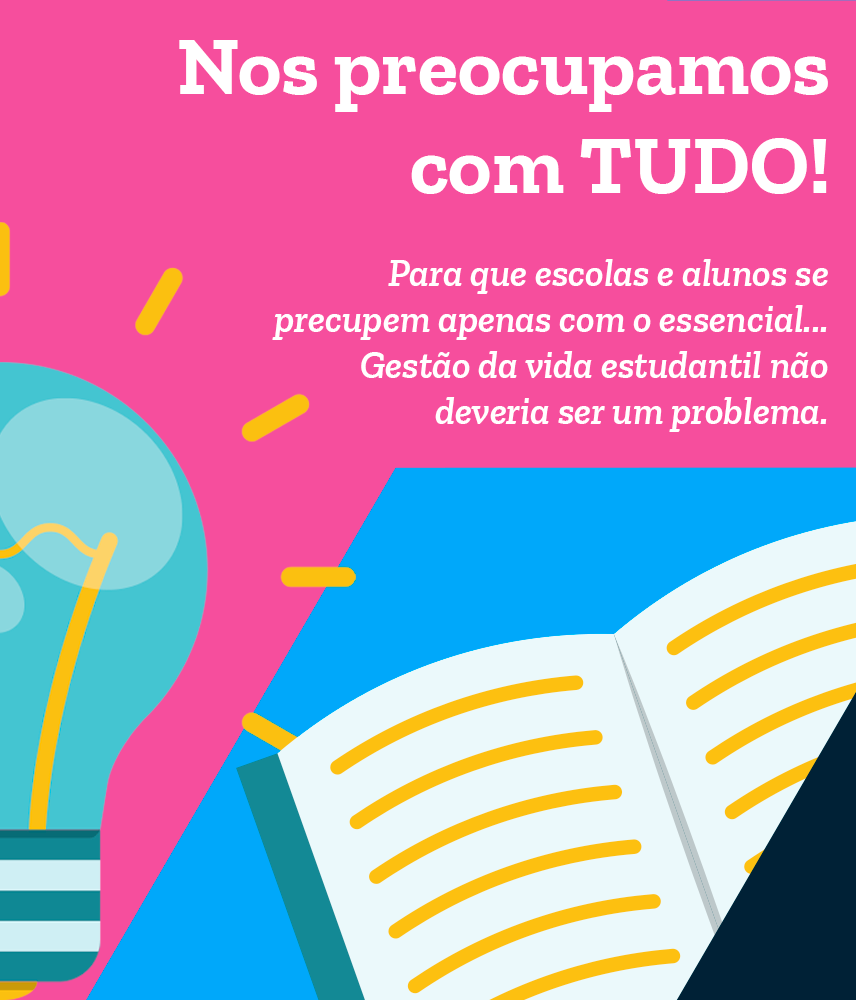 Nos preocupamos
com TUDO!
Para que escolas e alunos se
precupem apenas com o essencial...
Gestão da vida estudantil não
deveria ser um problema.